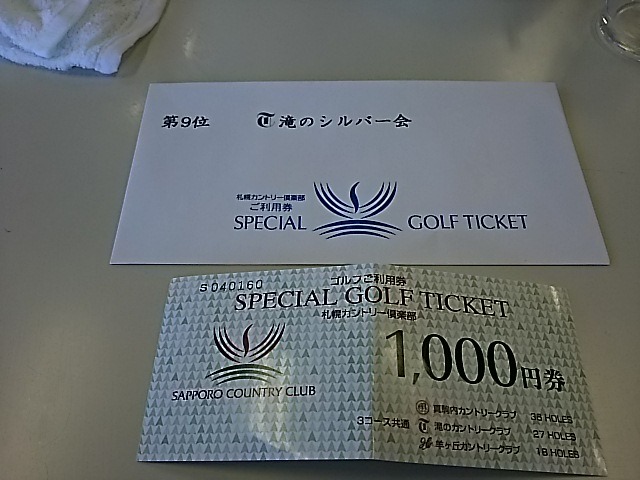 第9位 滝のシルバー会
札幌カントリー倶楽部
ご利用券
SPECIAL GOLF TICKET
S 040160
ゴルフご利用券
SPECIAL GOLF TICKET
札幌カントリー倶楽部
1,000円券
SAPPORO COUNTRY CLUB
3コース共通
真駒内カントリークラブ 36 HOLES
滝のカントリークラブ 27 HOLES
羊ヶ丘カントリークラブ 18 HOLES